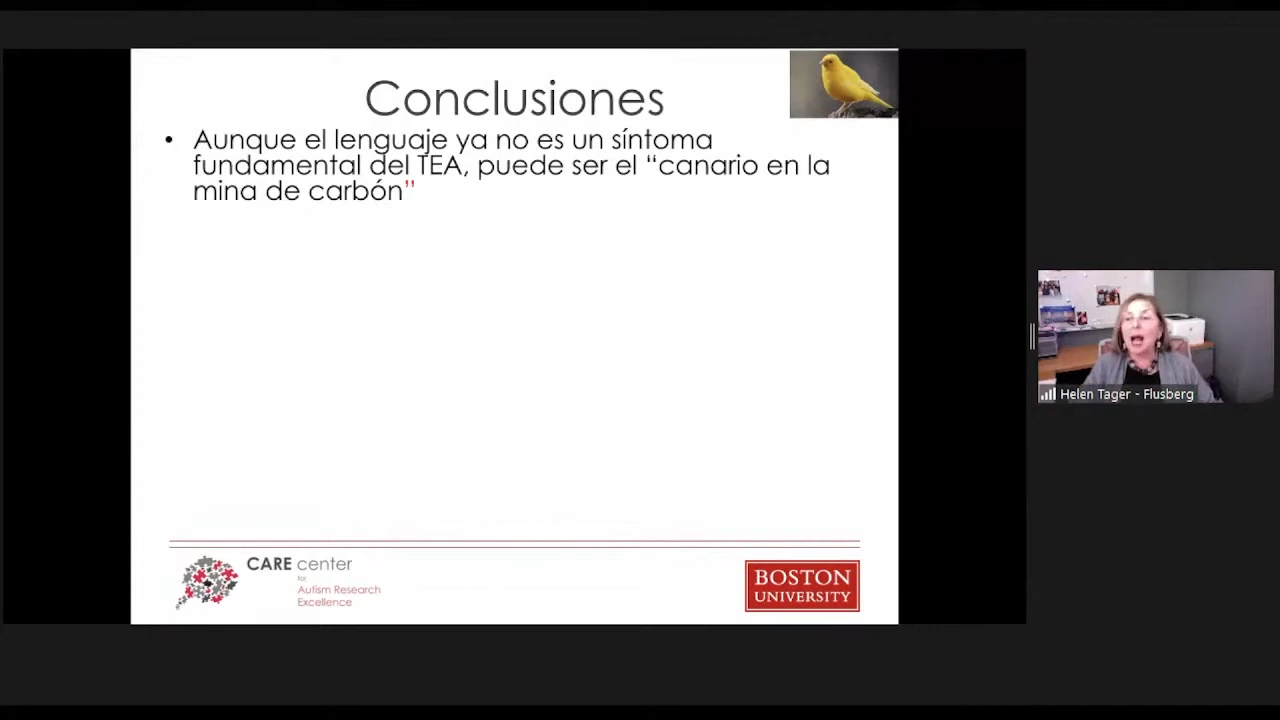 Conclusiones
• Aunque el lenguaje ya no es un síntoma
fundamental del TEA, puede ser el “canario en la
mina de carbón”
CARE center
for
Autism Research
Excellence
BOSTON
UNIVERSITY
Helen Tager - Flusberg